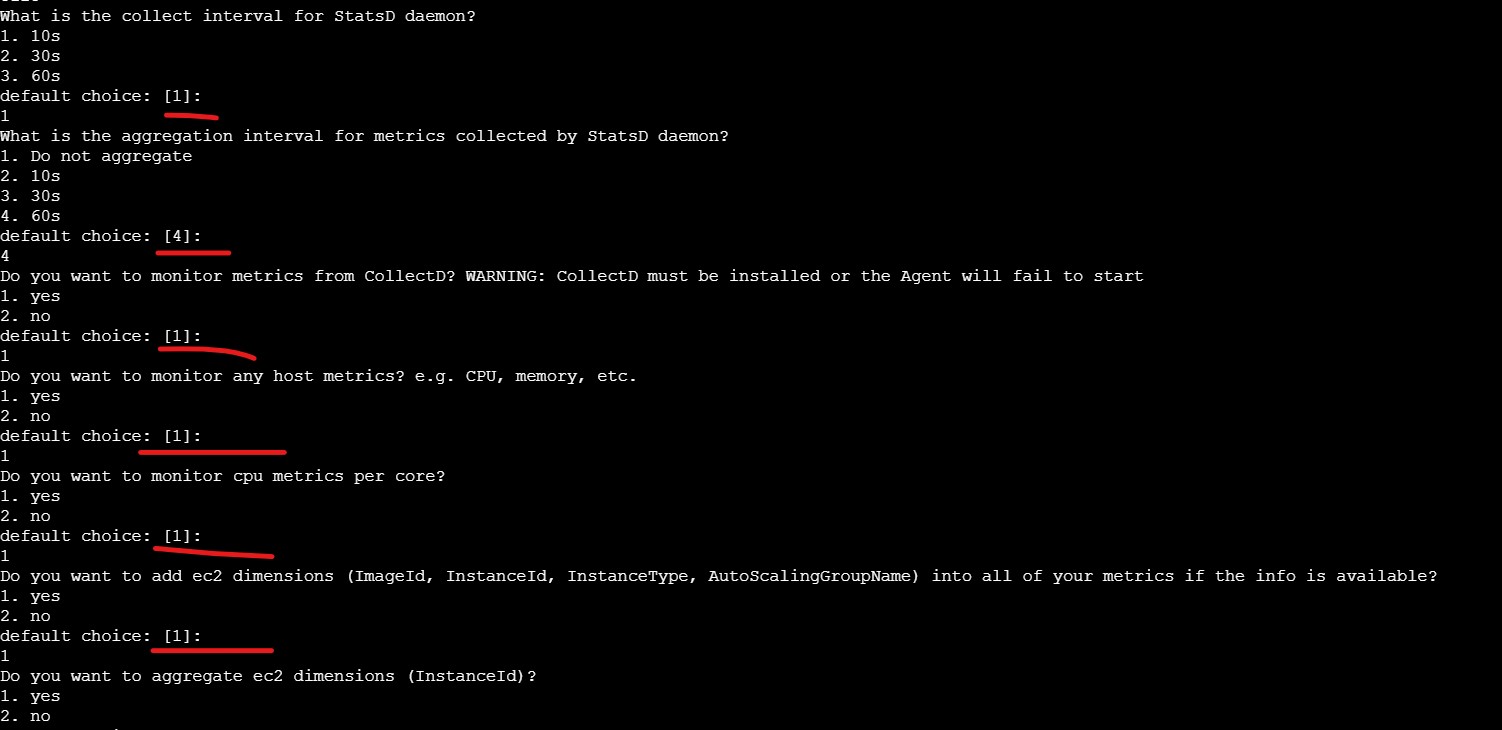 What is the collect interval for StatsD daemon?
1. 10s
2. 30s
3. 60s
default choice: [1]:
1
What is the aggregation interval for metrics collected by StatsD daemon?
1. Do not aggregate
2. 10s
3. 30s
4. 60s
default choice: [4]:
4
Do you want to monitor metrics from CollectD? WARNING: CollectD must be installed or the Agent will fail to start
1. yes
2. no
default choice: [1]:
1
Do you want to monitor any host metrics? e.g. CPU, memory, etc.
1. yes
2. no
default choice: [1]:
1
Do you want to monitor cpu metrics per core?
1. yes
2. no
default choice: [1]:
1
Do you want to add ec2 dimensions (ImageId, InstanceId, InstanceType, AutoScalingGroupName) into all of your metrics if the info is available?
1. yes
2. no
default choice: [1]:
1
Do you want to aggregate ec2 dimensions (InstanceId)?
1. yes
2. no